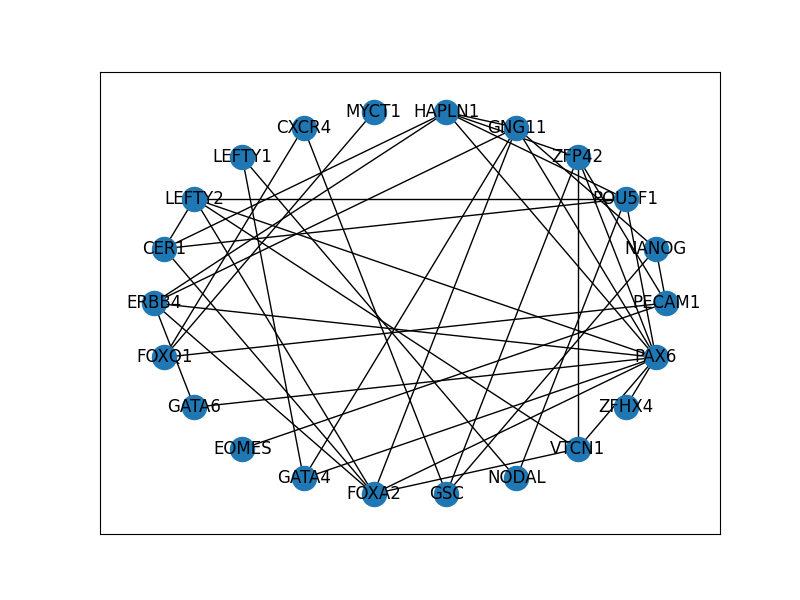 MYCT1
HAPLN1
CXCR4
GNG11
LEFTY1
ZFP42
LEFTY2
POU5F1
CER1
NANOG
ERBB4
PECAM1
FOXO1
PAX6
GATA6
ZFHX4
EOMES
VTCN1
GATA4
NODAL
FOXA2
GSC